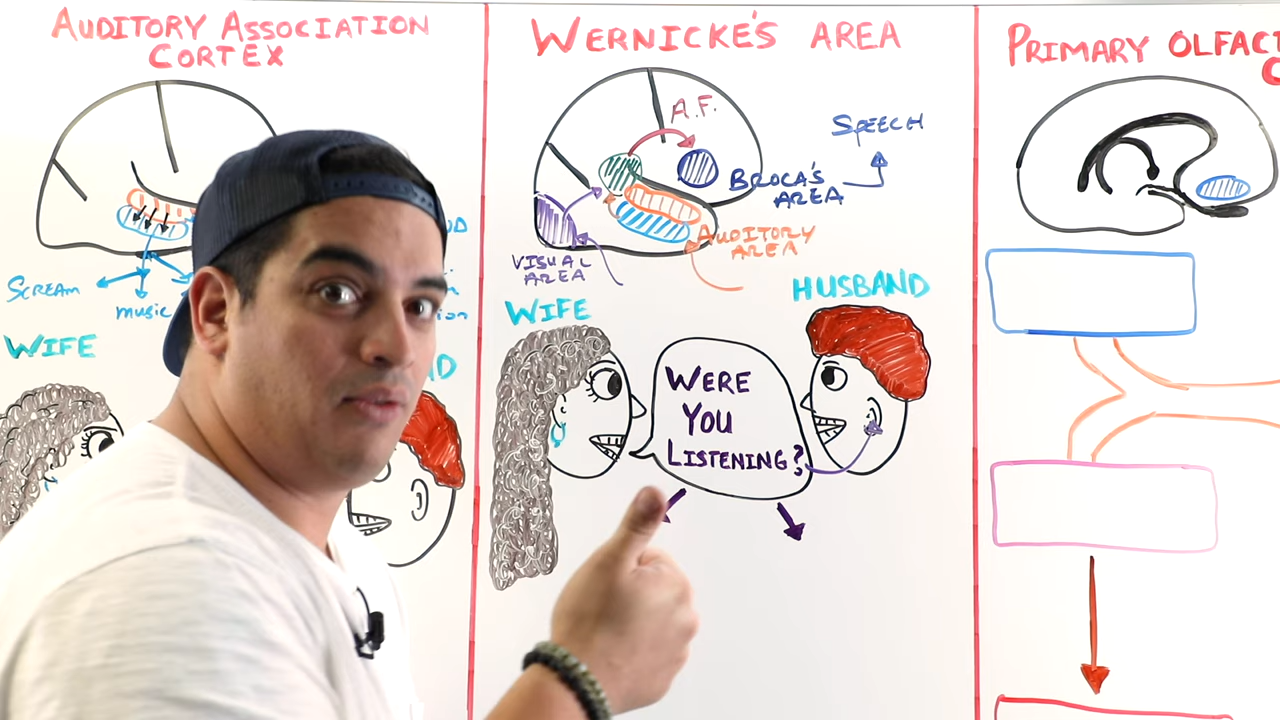 AUDITORY ASSOCIATION
CORTEX
SCREAM
music
WIFE
WERNICKE'S AREA
A.F.
SPEECH
BROCA'S
AREA
AUDITORY
AREA
VISUAL
AREA
WIFE
HUSBAND
WERE
YOU
LISTENING?
PRIMARY